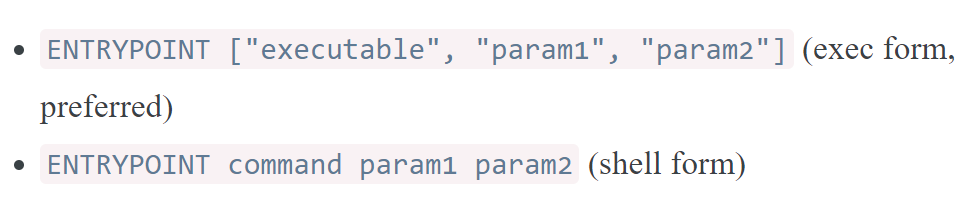 • ENTRYPOINT ["executable", "param1", "param2"] (exec form,
preferred)
• ENTRYPOINT command param1 param2 (shell form)